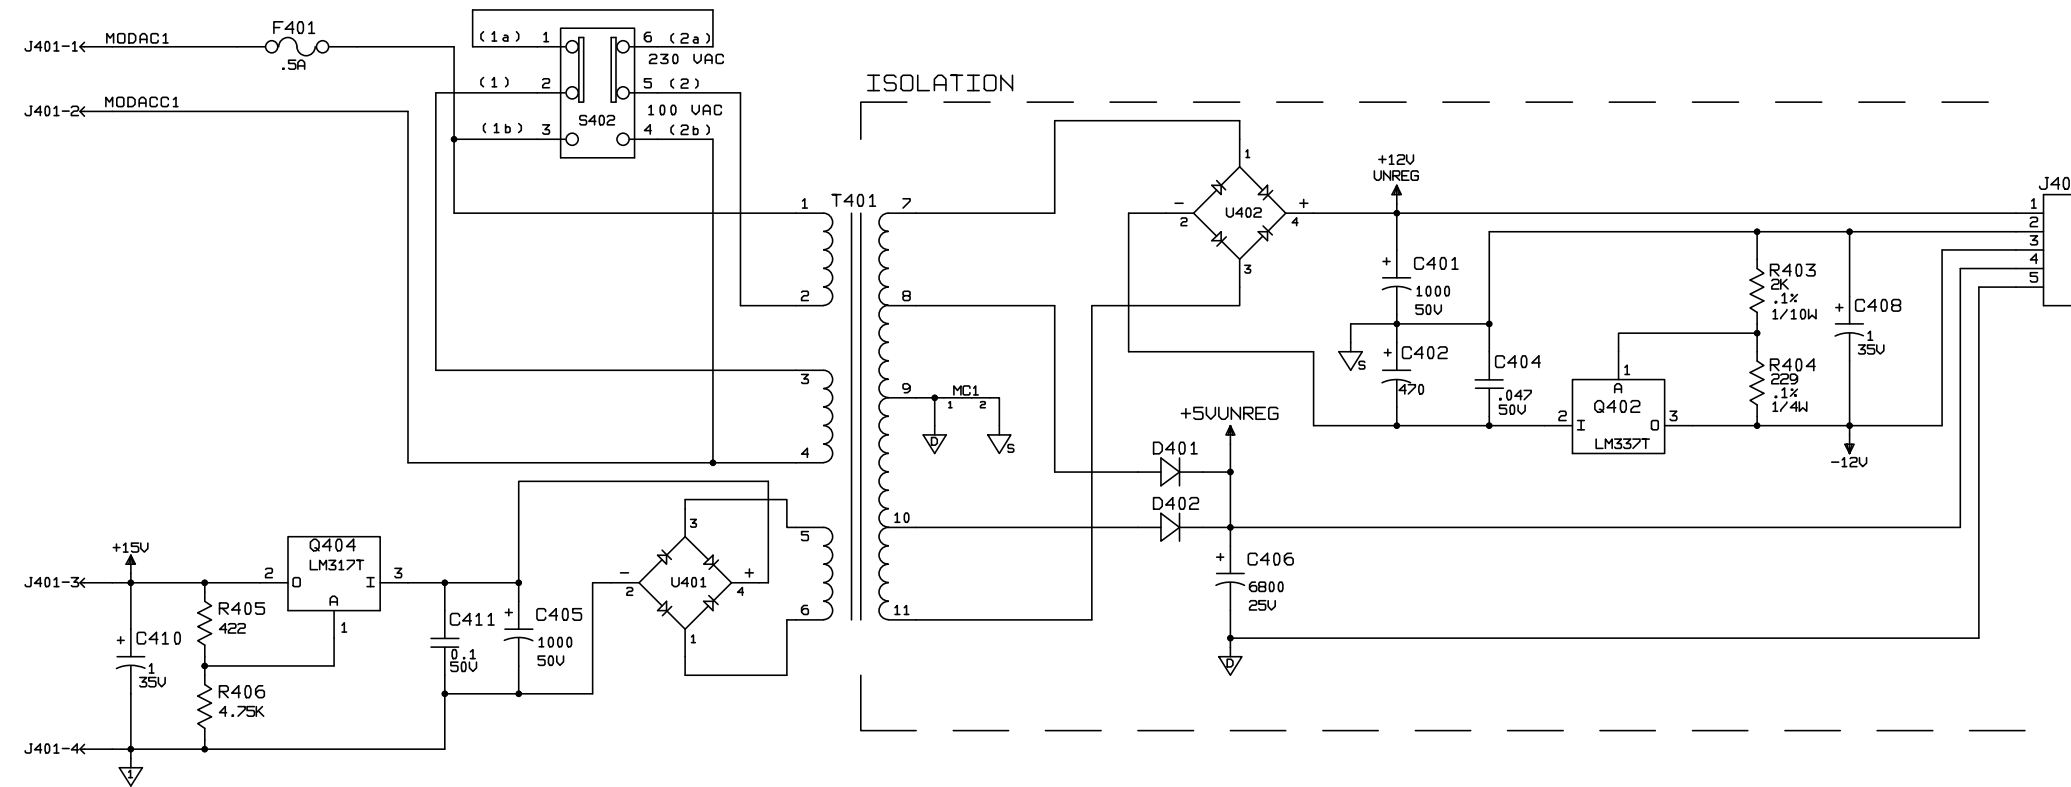 J401-1 MODAC1
F401
.5A
J401-2 MODACC1
(1a) 1 6 (2a)
230 VAC
(1) 2 5 (2)
100 VAC
S402
(1b) 3 4 (2b)
ISOLATION
T401
1
2
3
4
5
6
7
8
9
10
11
MC1
1 2
D
S
1
- +
2 U402 4
3
+12V
UNREG
+ C401
1000
50V
S
+ C402
470
C404
.047
50V
R403
2K
.1%
1/10W
R404
229
.1%
1/4W
+ C408
1
35V
1
A
2 I Q402 O 3
LM337T
-12V
J40
1
2
3
4
5
+5VUNREG
D401
D402
+ C406
6800
25V
D
+15V
J401-3
2 O Q404 I 3
LM317T
A
1
R405
422
+ C410
1
35V
R406
4.75K
C411
0.1
50V
+ C405
1000
50V
3
- +
2 U401 4
1
J401-4
1